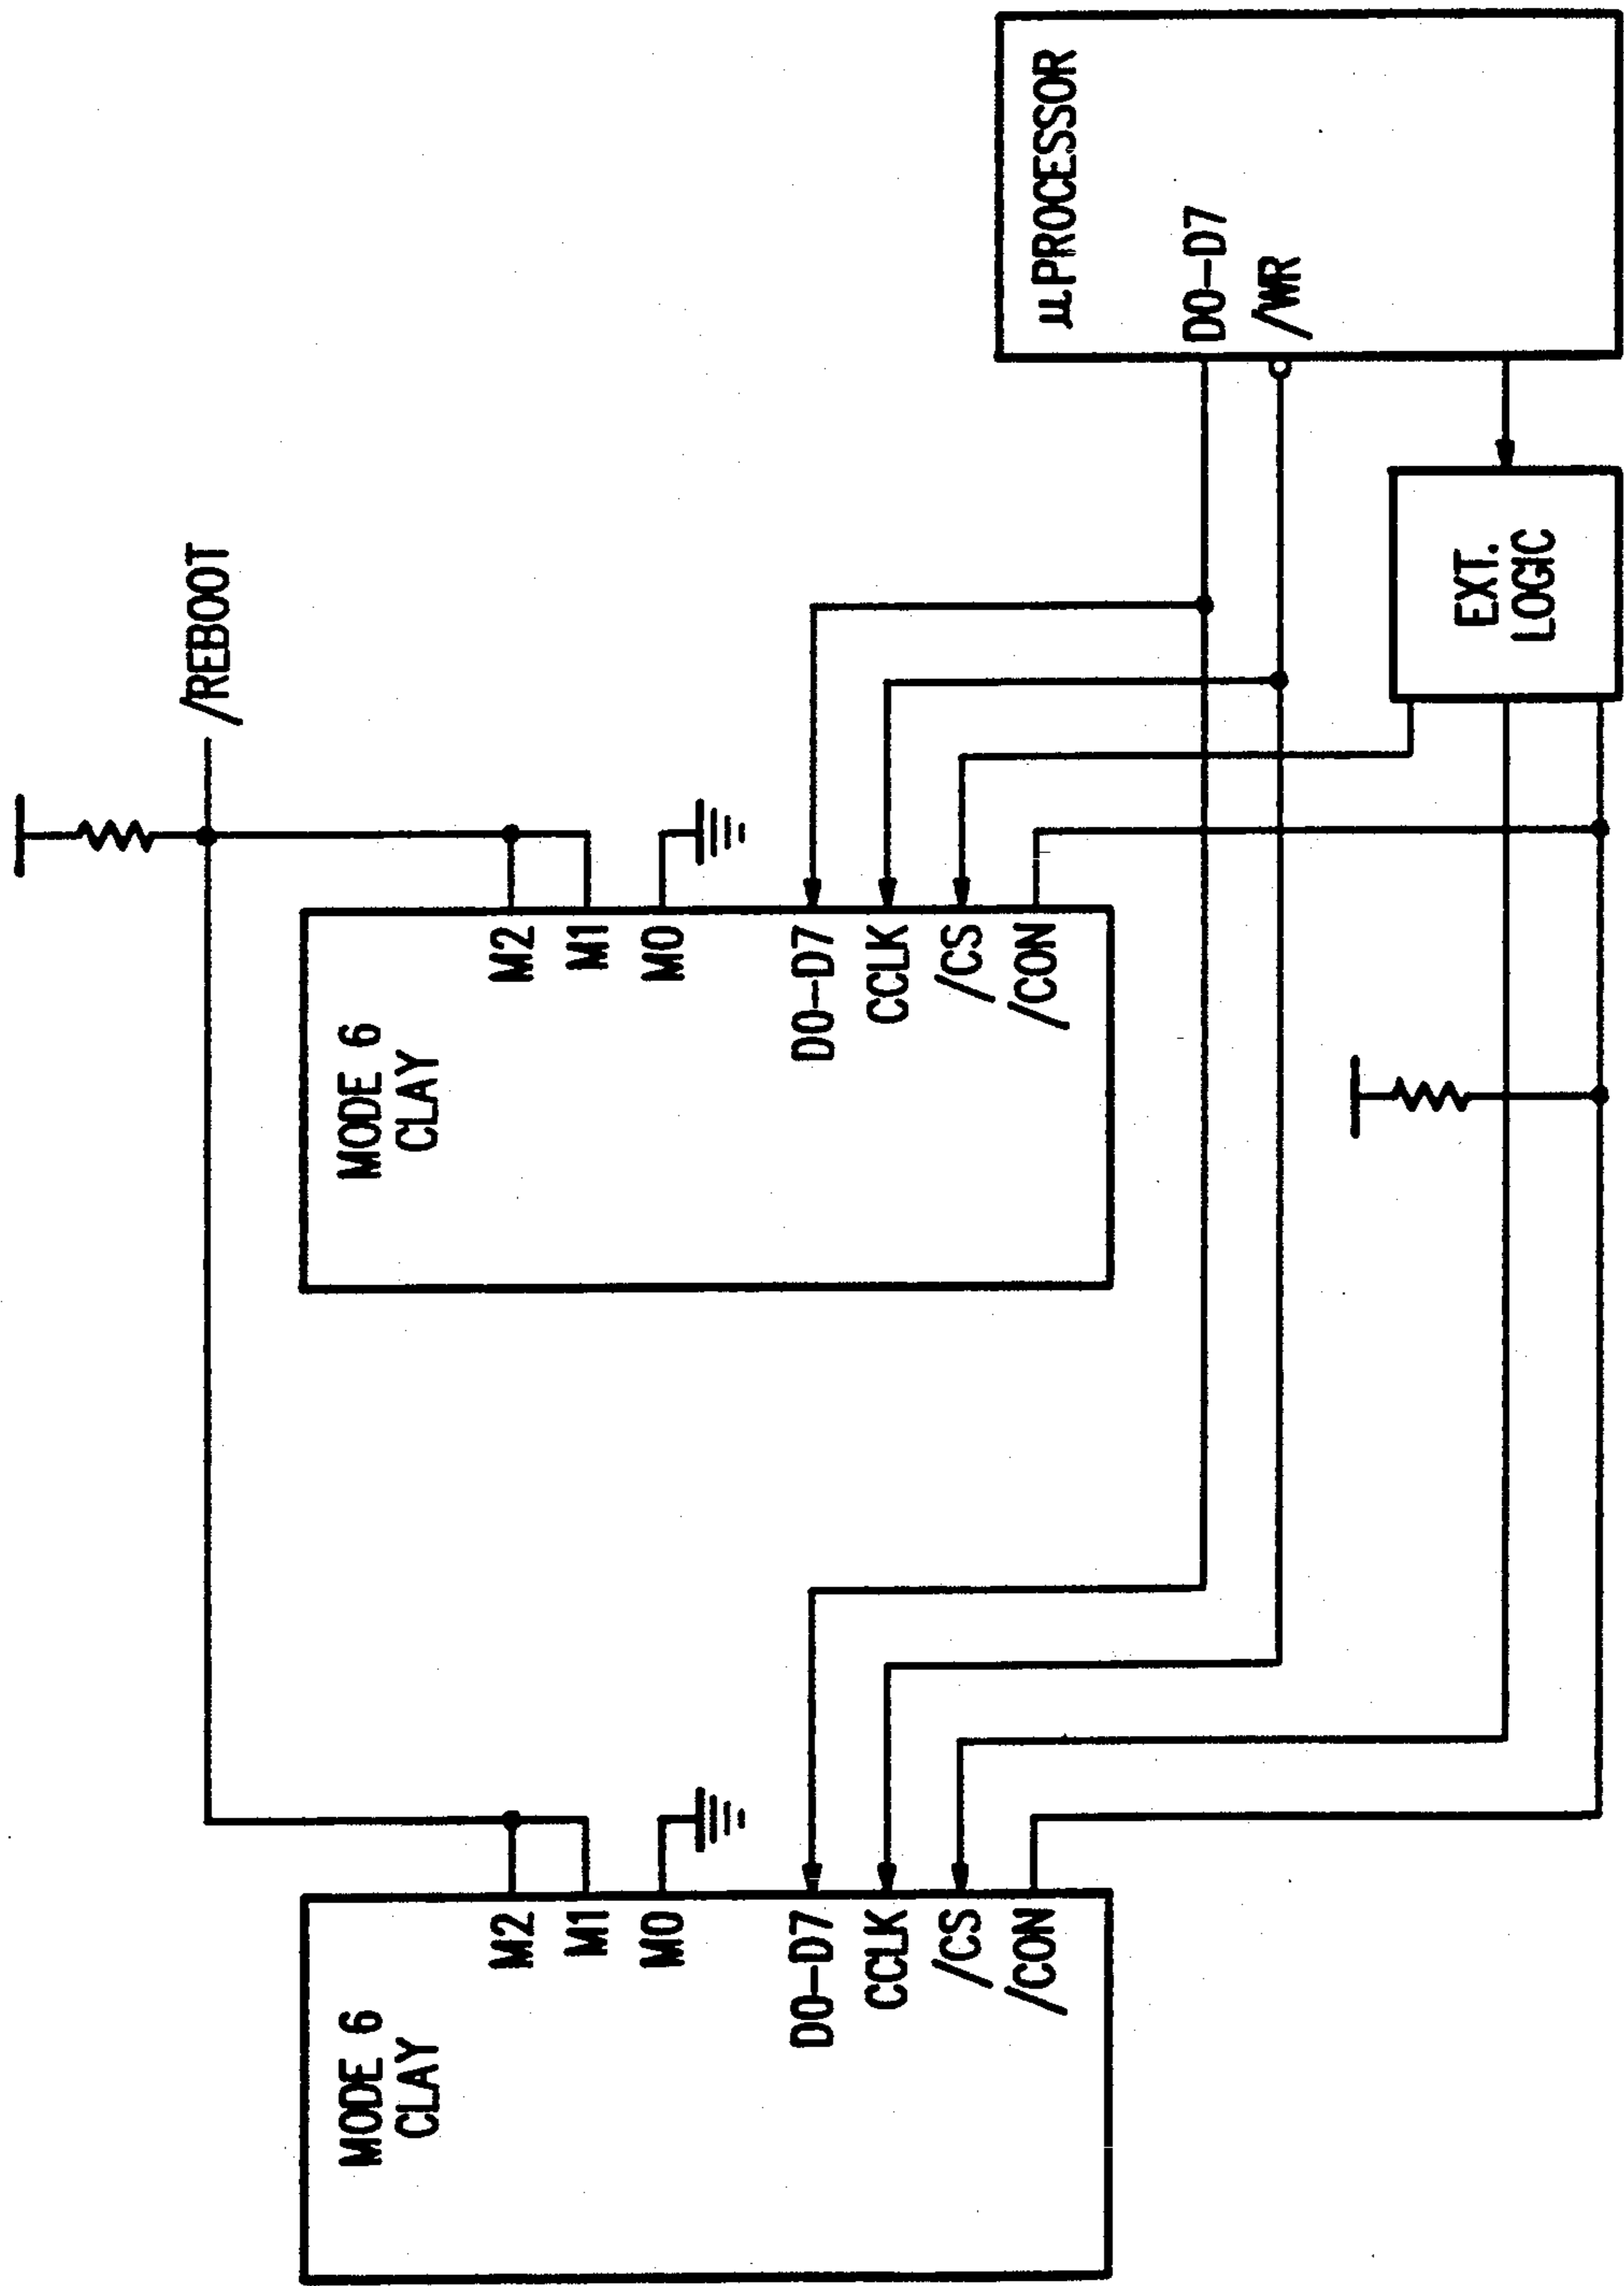 /REBOOT
MODE 6
CLAY
M2
M1
M0
D0-D7
CCLK
/CS
/CON
MODE 6
CLAY
M2
M1
M0
D0-D7
CCLK
/CS
/CON
μPROCESSOR
D0-D7
/WR
EXT.
LOGIC